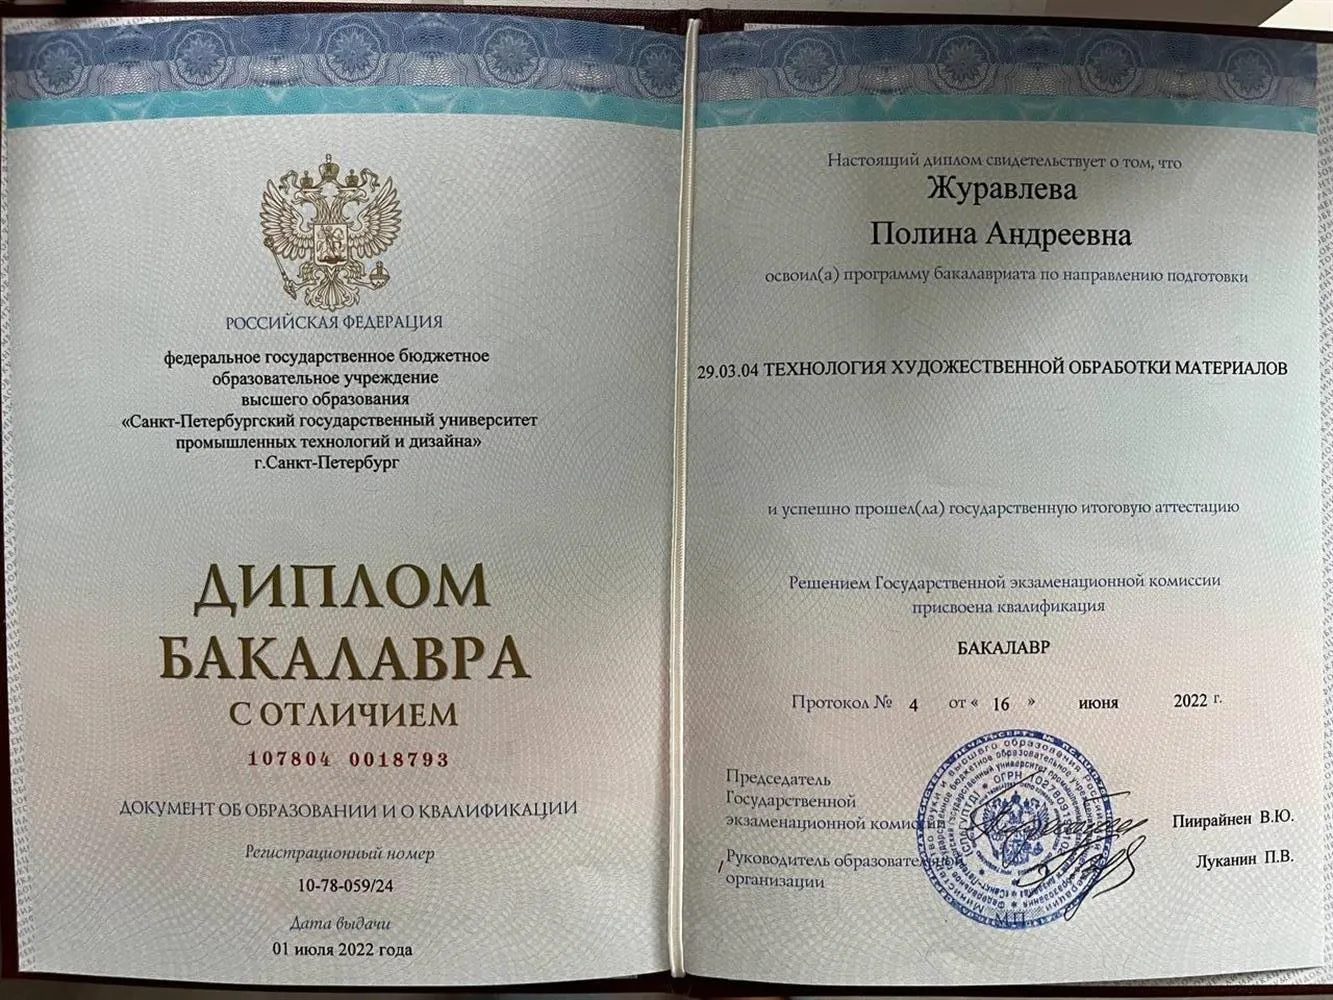 РОССИЙСКАЯ ФЕДЕРАЦИЯ
федеральное государственное бюджетное
образовательное учреждение
высшего образования
«Санкт-Петербургский государственный университет
промышленных технологий и дизайна»
г.Санкт-Петербург
ДИПЛОМ
БАКАЛАВРА
С ОТЛИЧИЕМ
107804 0018793
ДОКУМЕНТ ОБ ОБРАЗОВАНИИ И О КВАЛИФИКАЦИИ
Регистрационный номер
10-78-059/24
Дата выдачи
01 июля 2022 года
Настоящий диплом свидетельствует о том, что
Журавлева
Полина Андреевна
освоил(а) программу бакалавриата по направлению подготовки
29.03.04 ТЕХНОЛОГИЯ ХУДОЖЕСТВЕННОЙ ОБРАБОТКИ МАТЕРИАЛОВ
и успешно прошел(ла) государственную итоговую аттестацию
Решением Государственной экзаменационной комиссии
присвоена квалификация
БАКАЛАВР
Протокол № 4 от « 16 » июня 2022 г.
Председатель
Государственной
экзаменационной комиссии Пиирайнен В.Ю.
Руководитель образовательной Луканин П.В.
организации
М.П.